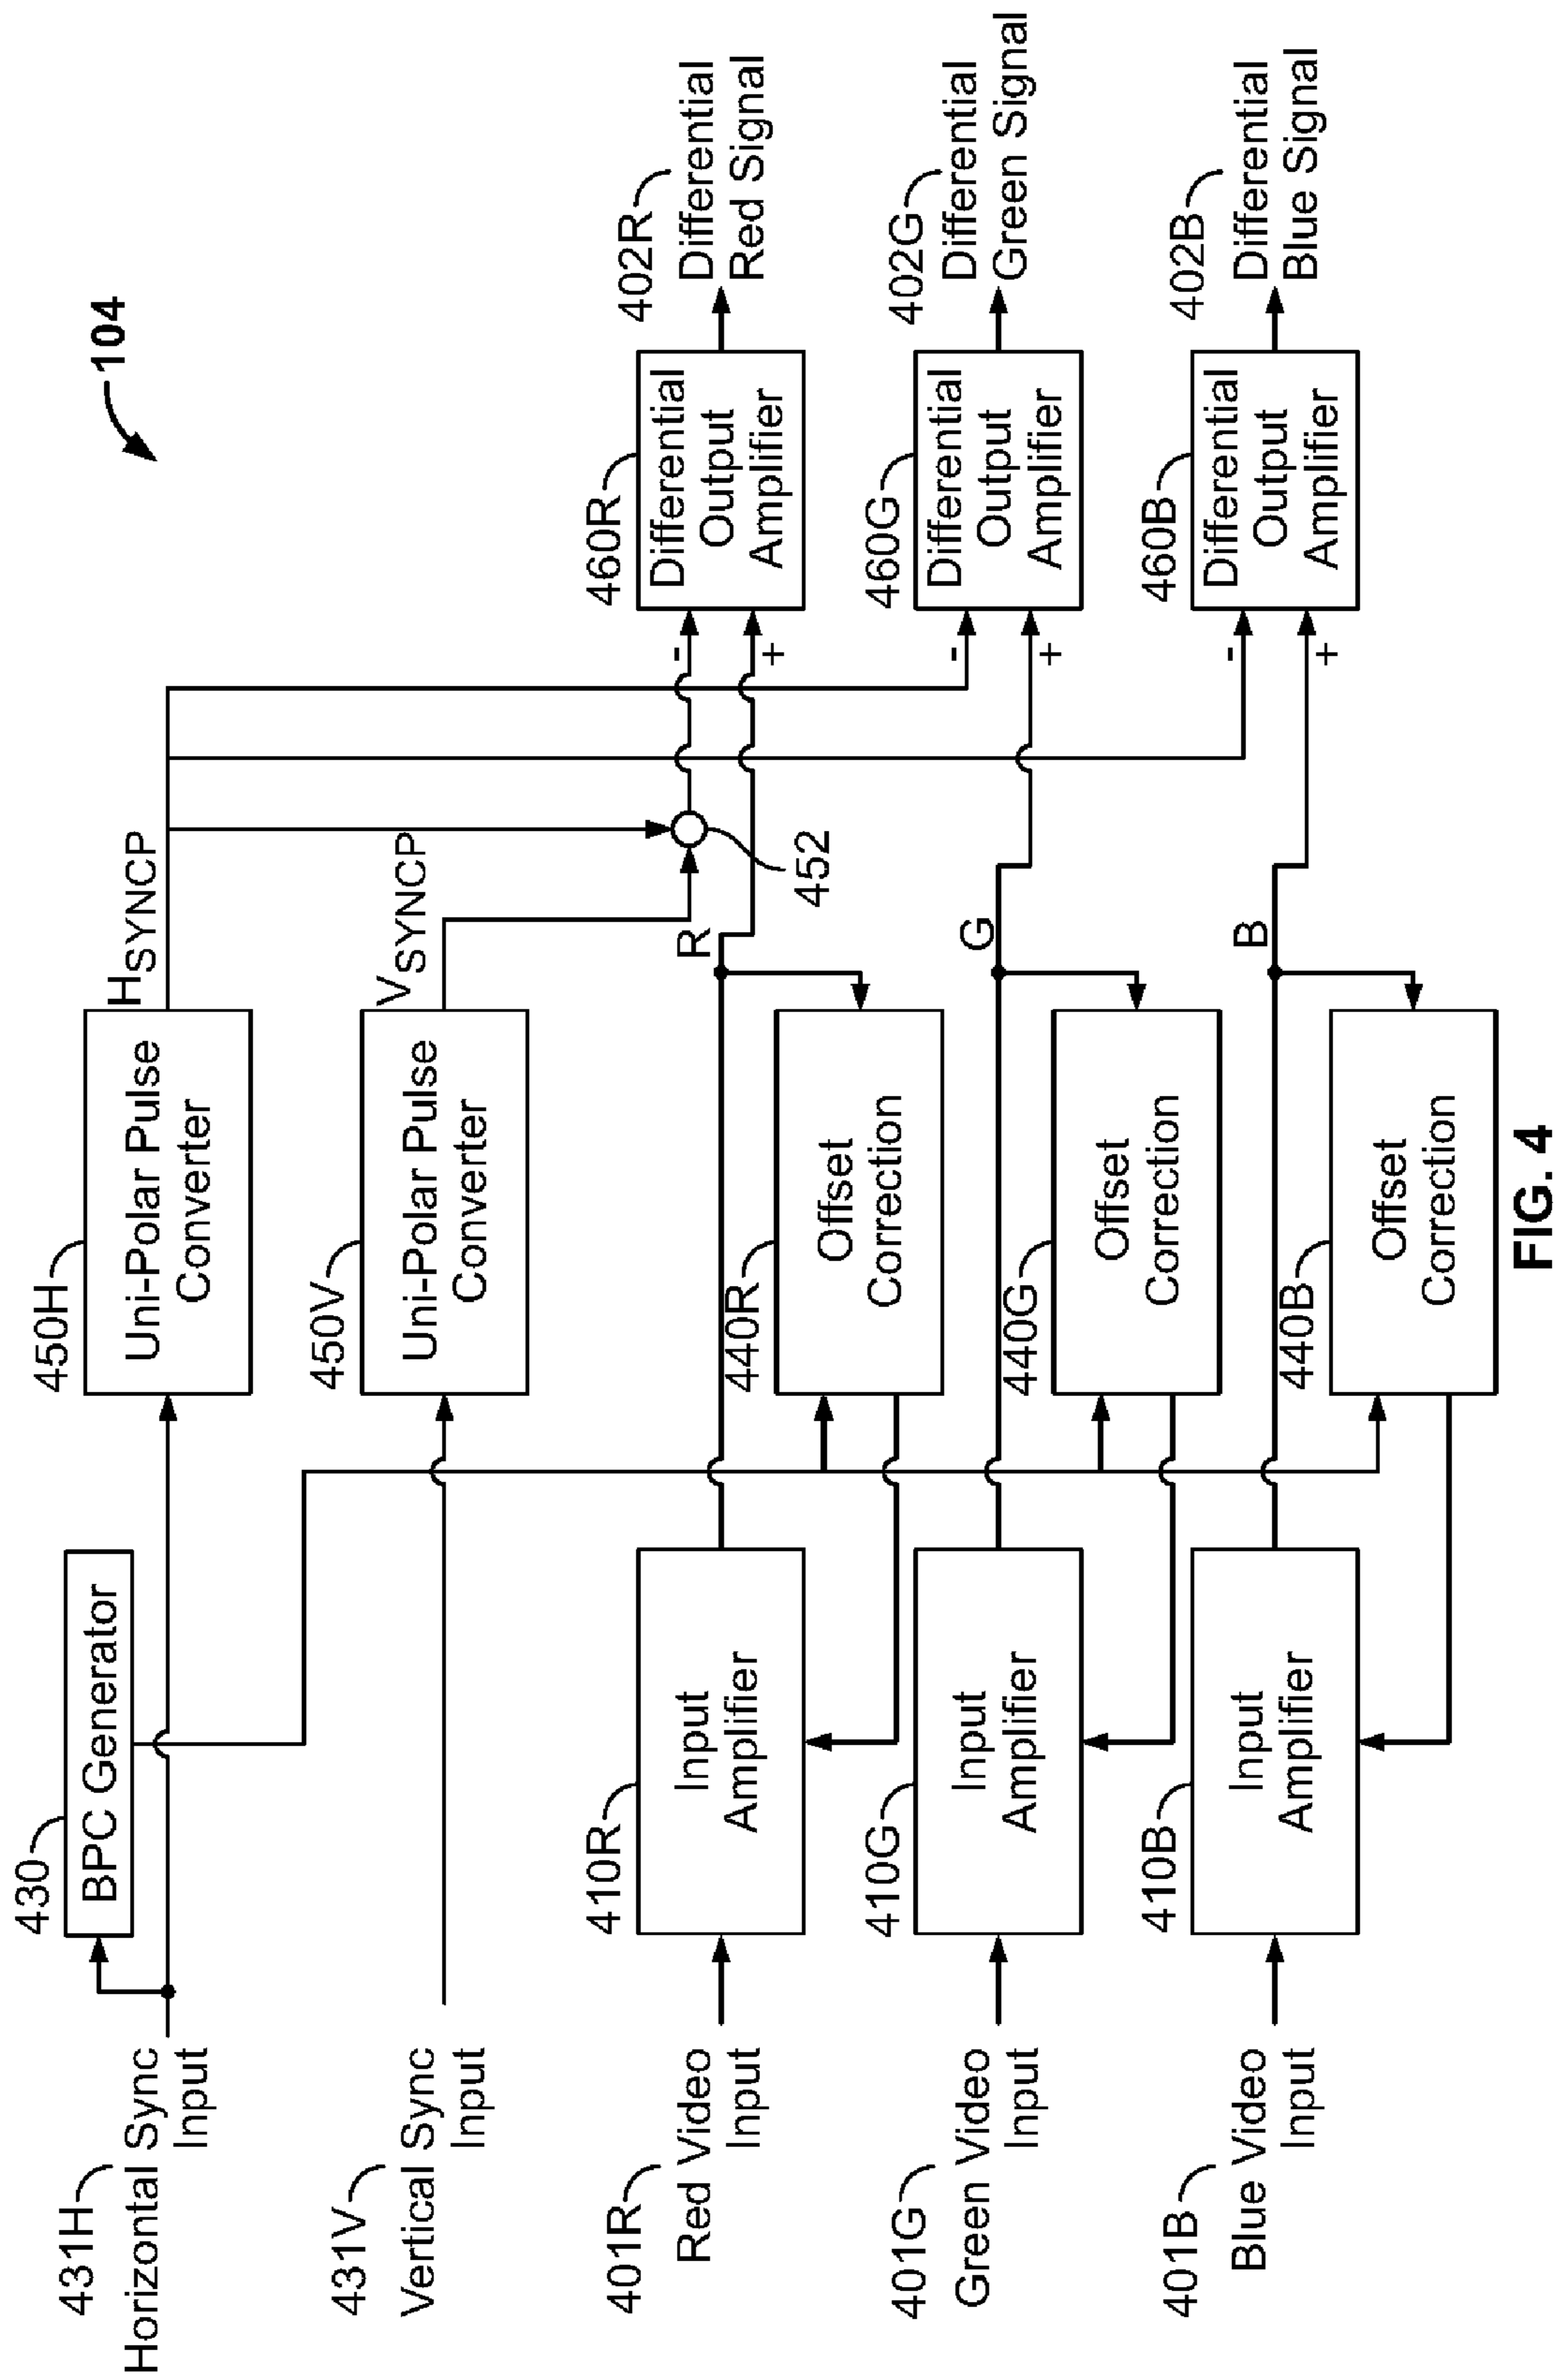 104
431H
Horizontal Sync
Input
430
BPC Generator
450H
Uni-Polar Pulse
Converter
HSYNCP
431V
Vertical Sync
Input
450V
Uni-Polar Pulse
Converter
VSYNCP
452
401R
Red Video
Input
410R
Input
Amplifier
440R
Offset
Correction
R
-
+
460R
Differential
Output
Amplifier
402R
Differential
Red Signal
401G
Green Video
Input
410G
Input
Amplifier
440G
Offset
Correction
G
-
+
460G
Differential
Output
Amplifier
402G
Differential
Green Signal
401B
Blue Video
Input
410B
Input
Amplifier
440B
Offset
Correction
B
-
+
460B
Differential
Output
Amplifier
402B
Differential
Blue Signal
FIG. 4